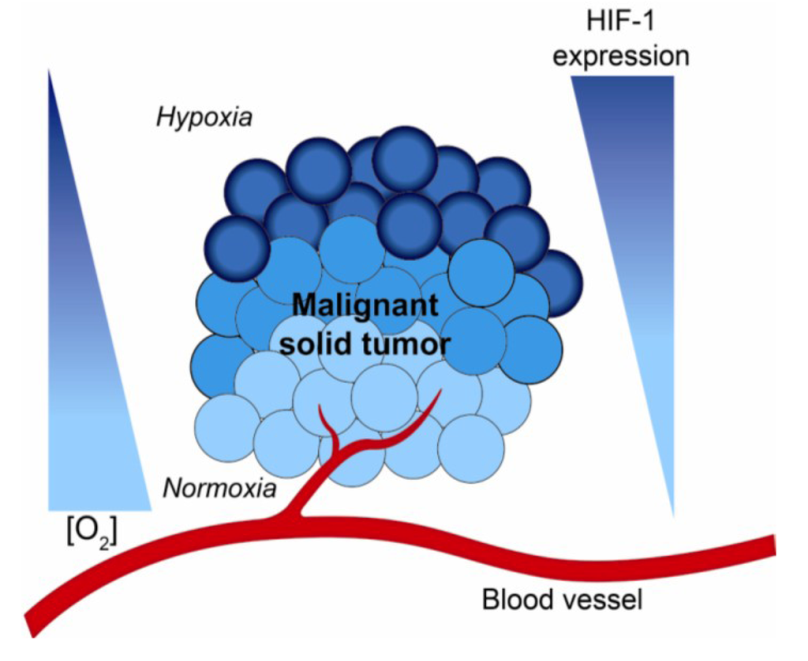 HIF-1
expression
Hypoxia
Malignant
solid tumor
Normoxia
[O₂]
Blood vessel